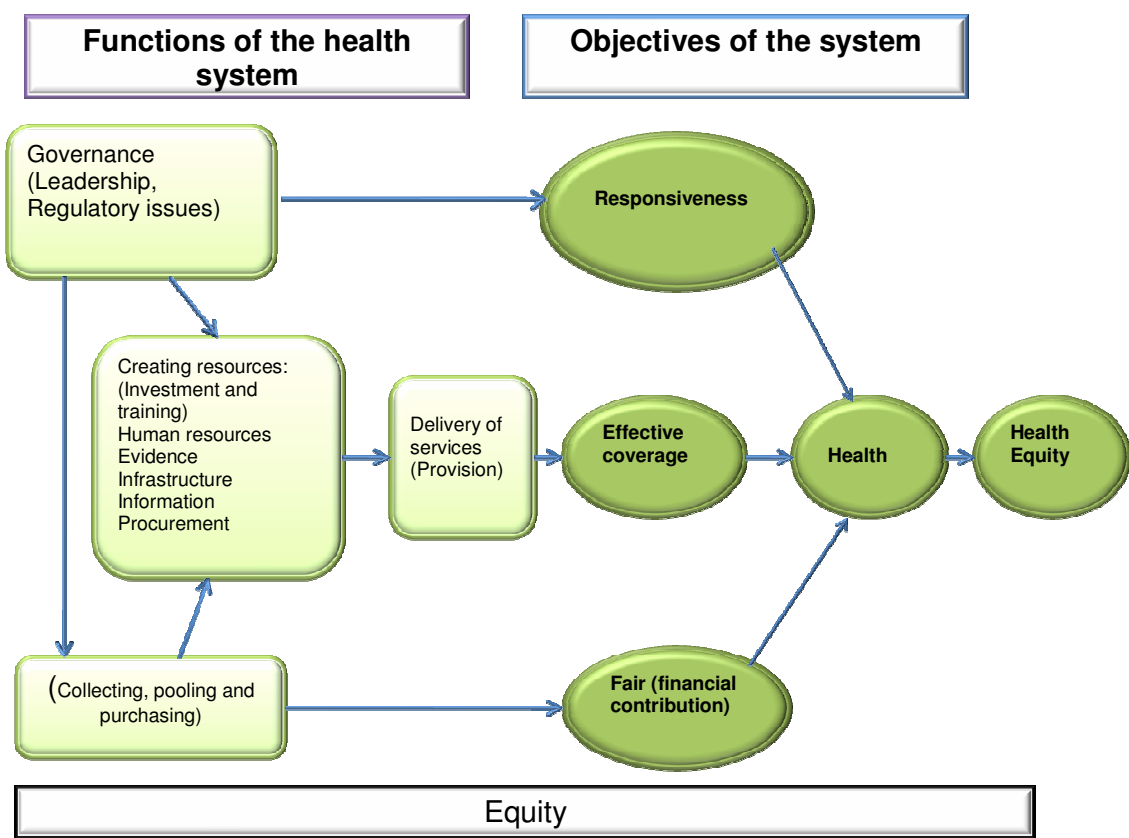 Functions of the health
system
Objectives of the system
Governance
(Leadership,
Regulatory issues)
Responsiveness
Creating resources:
(Investment and
training)
Human resources
Evidence
Infrastructure
Information
Procurement
Delivery of
services
(Provision)
Effective
coverage
Health
Health
Equity
(Collecting, pooling and
purchasing)
Fair (financial
contribution)
Equity